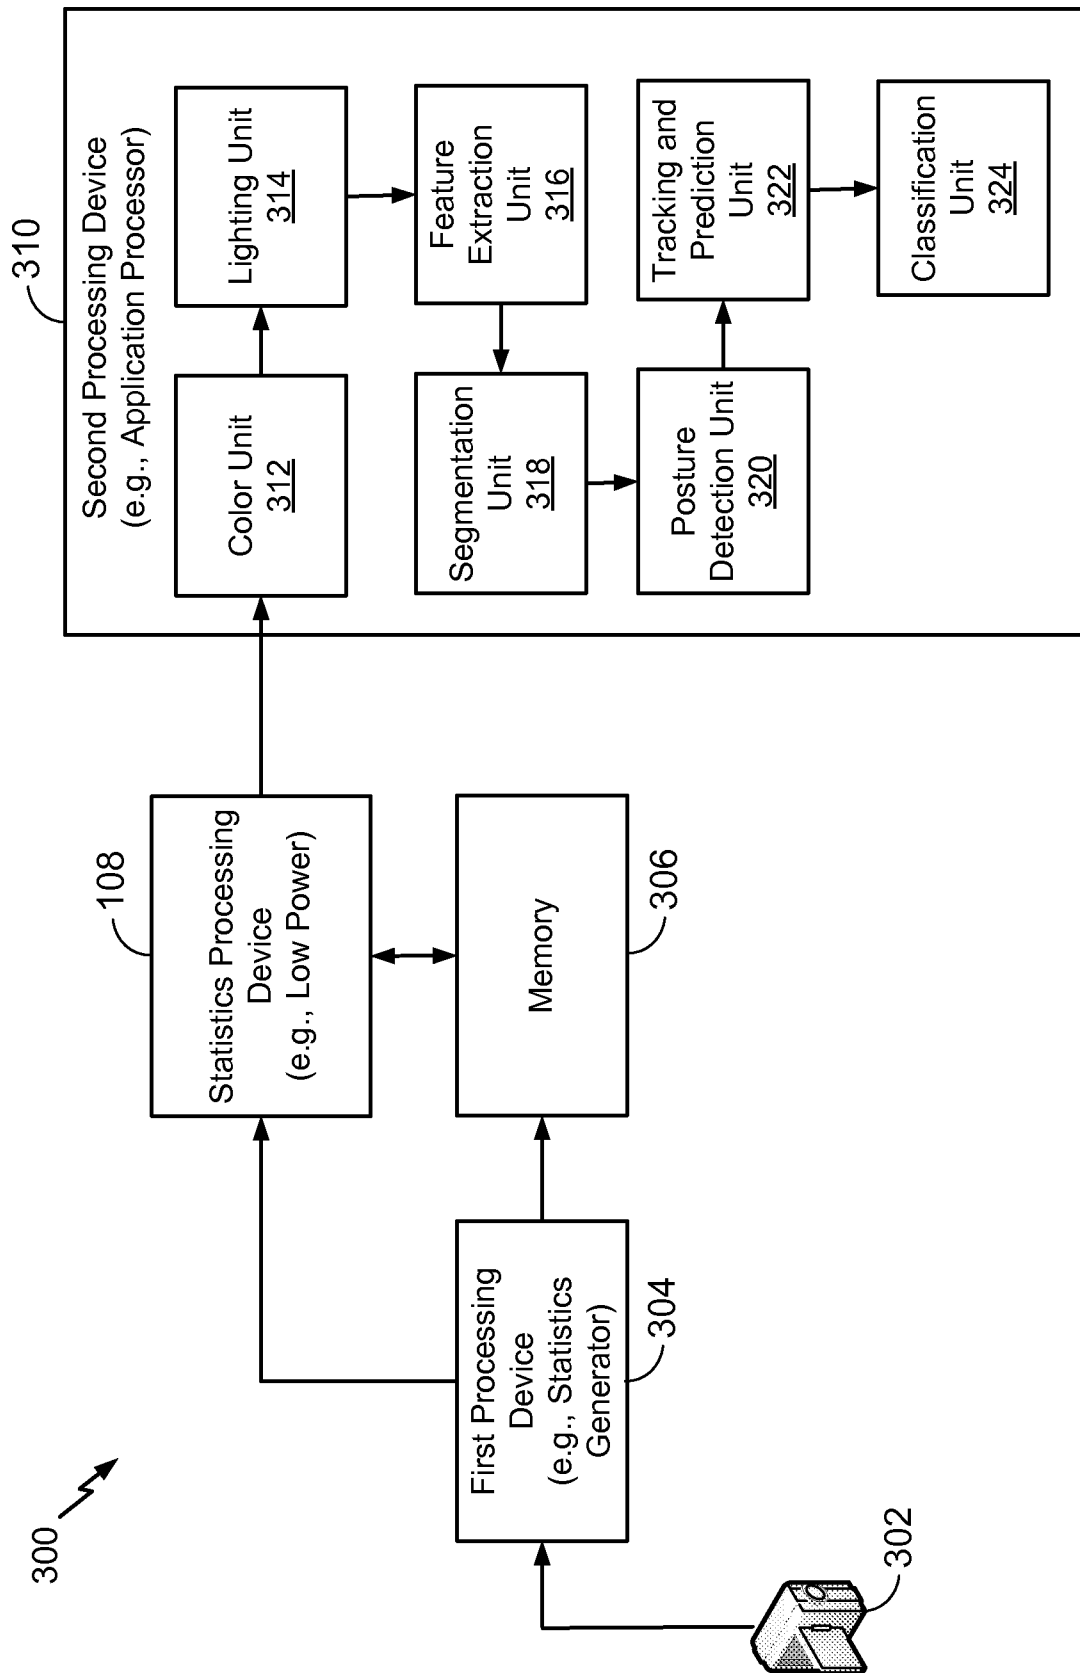 300
302
First Processing
Device
(e.g., Statistics
Generator)
304
108
Statistics Processing
Device
(e.g., Low Power)
Memory
306
310
Second Processing Device
(e.g., Application Processor)
Color Unit
312
Lighting Unit
314
Feature
Extraction
Unit
316
Segmentation
Unit
318
Posture
Detection Unit
320
Tracking and
Prediction
Unit
322
Classification
Unit
324